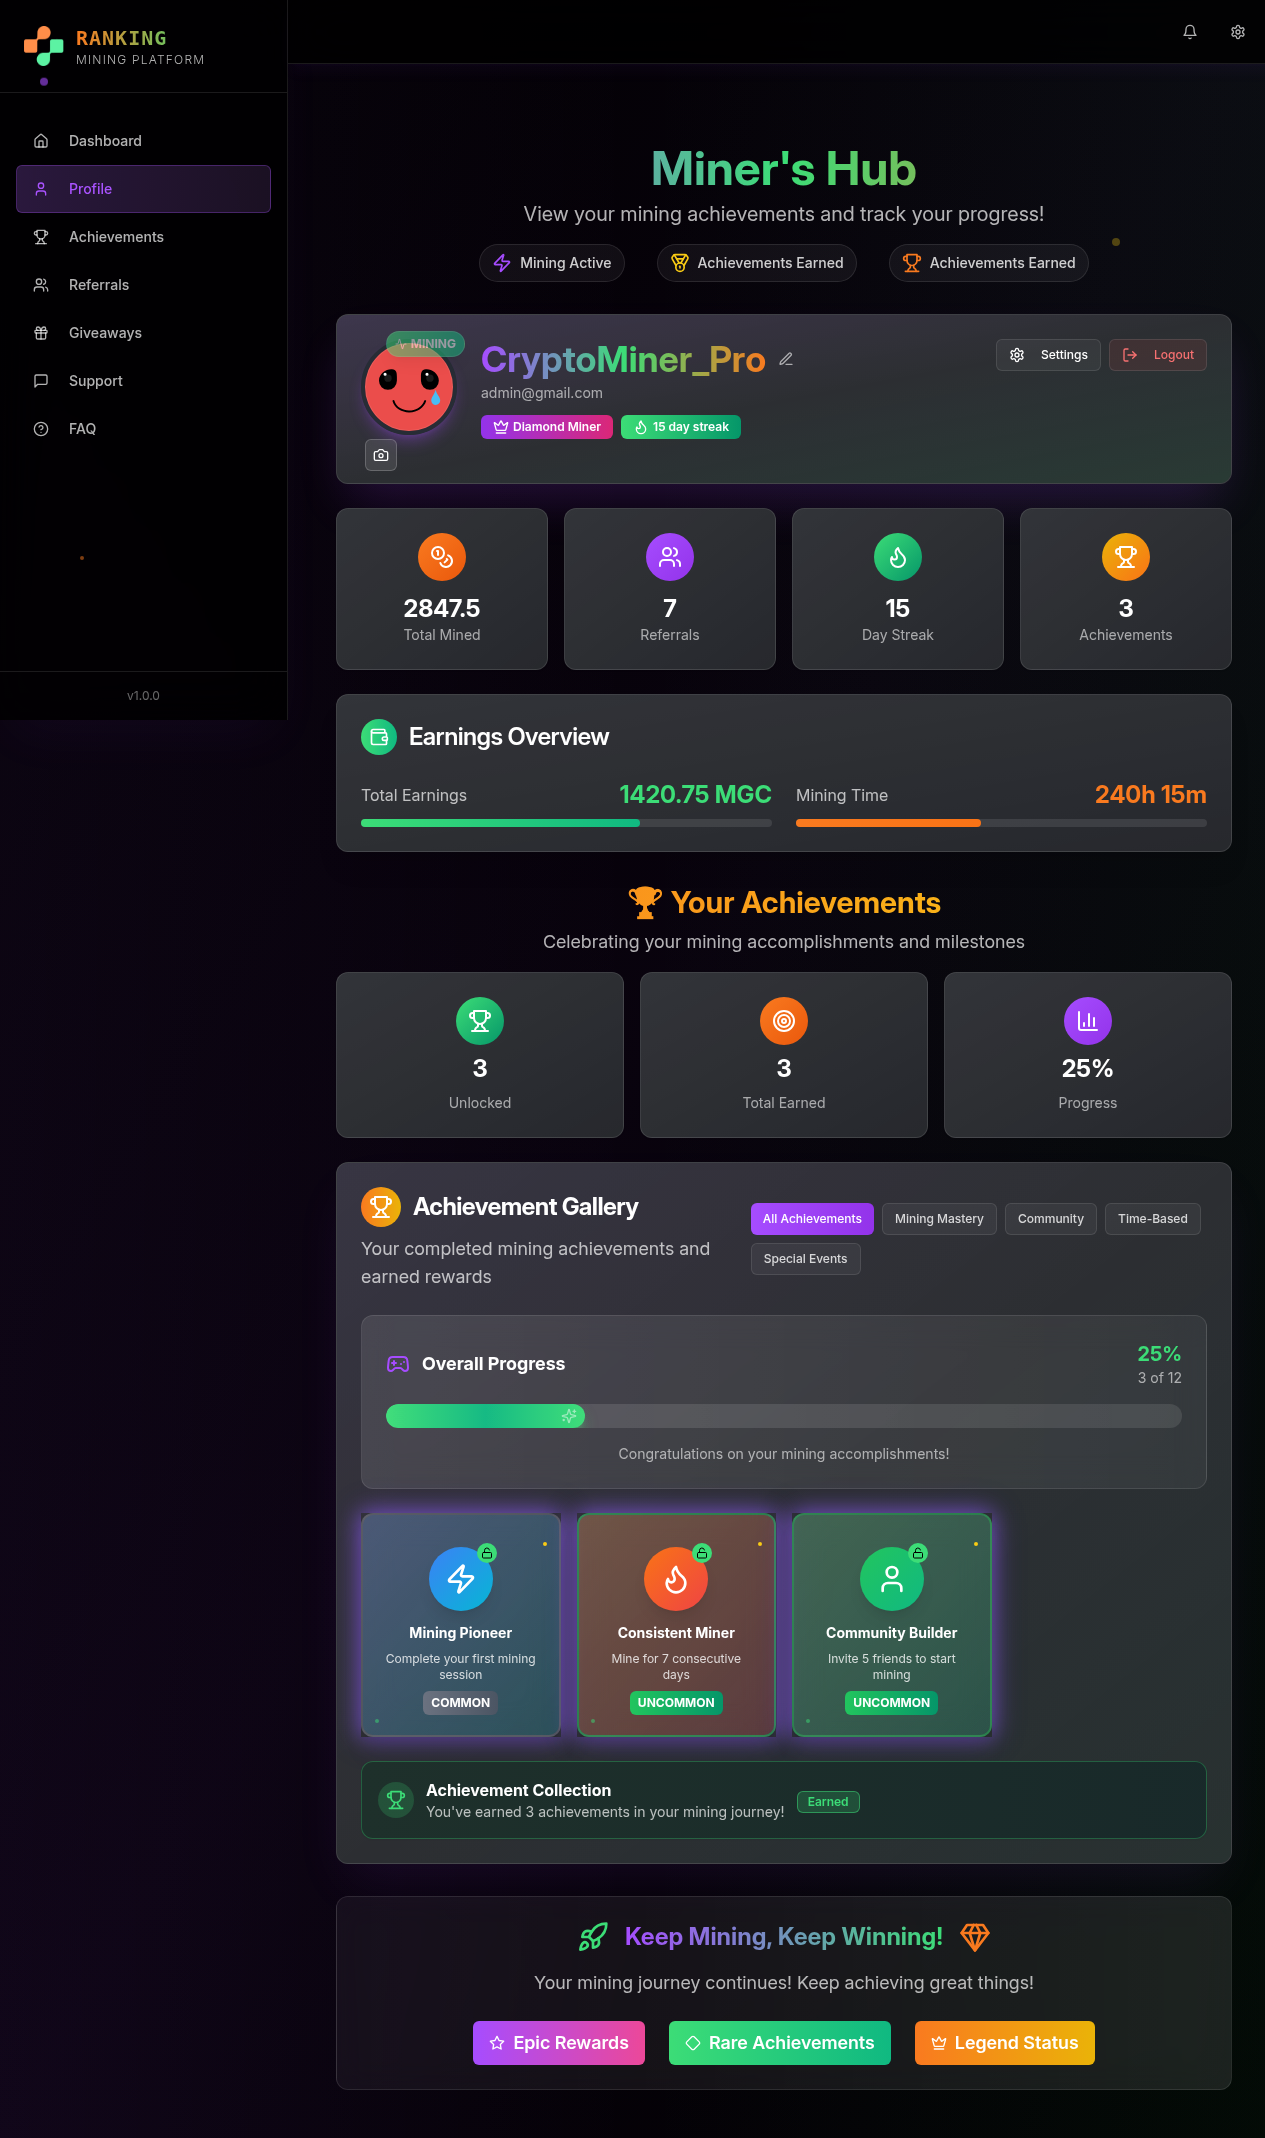 RANKING
MINING PLATFORM
Dashboard
Profile
Achievements
Referrals
Giveaways
Support
FAQ
v1.0.0
Miner's Hub
View your mining achievements and track your progress!
Mining Active
Achievements Earned
Achievements Earned
MINING
CryptoMiner_Pro
admin@gmail.com
Diamond Miner
15 day streak
Settings
Logout
2847.5
Total Mined
7
Referrals
15
Day Streak
3
Achievements
Earnings Overview
Total Earnings
1420.75 MGC
Mining Time
240h 15m
🏆 Your Achievements
Celebrating your mining accomplishments and milestones
3
Unlocked
3
Total Earned
25%
Progress
Achievement Gallery
Your completed mining achievements and
earned rewards
All Achievements
Mining Mastery
Community
Time-Based
Special Events
Overall Progress
25%
3 of 12
Congratulations on your mining accomplishments!
Mining Pioneer
Complete your first mining
session
COMMON
Consistent Miner
Mine for 7 consecutive
days
UNCOMMON
Community Builder
Invite 5 friends to start
mining
UNCOMMON
Achievement Collection
You've earned 3 achievements in your mining journey!
Earned
Keep Mining, Keep Winning!
Your mining journey continues! Keep achieving great things!
Epic Rewards
Rare Achievements
Legend Status